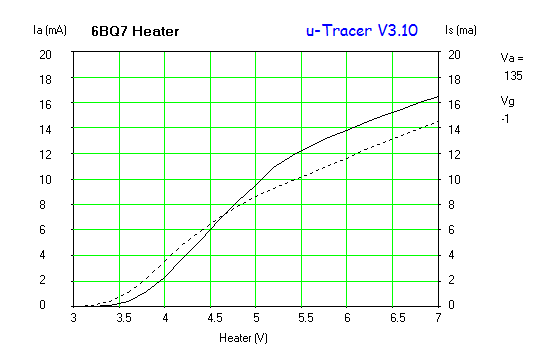 Ia (mA) 6BQ7 Heater u-Tracer V3.10 Is (ma)
20 20
Va =
18 18
135
16 16
Vg
-1
14 14
12 12
10 10
8 8
6 6
4 4
2 2
0 0
3 3.5 4 4.5 5 5.5 6 6.5 7
Heater (V)